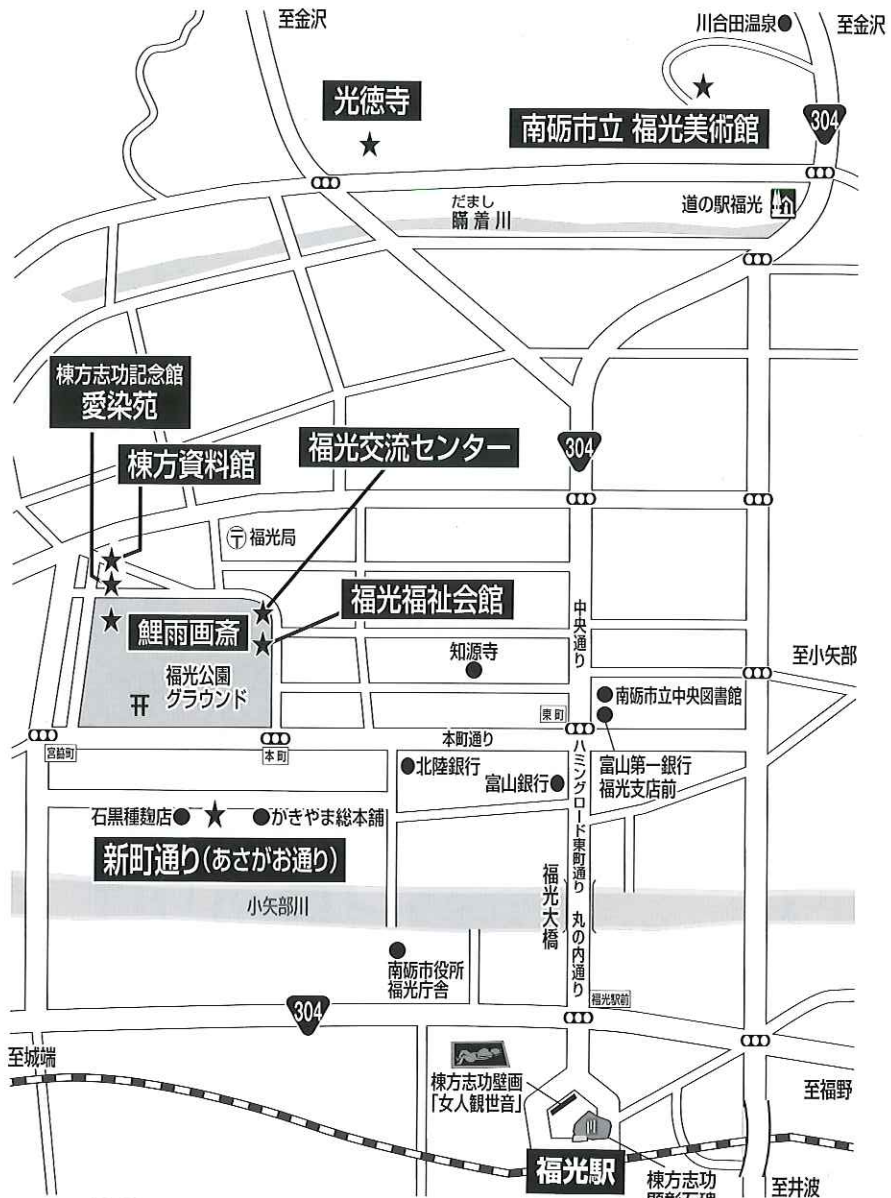 至金沢
川合田温泉
至金沢
光徳寺
南砺市立 福光美術館
304
だまし
瞞着川
道の駅福光
棟方志功記念館
愛染苑
棟方資料館
福光交流センター
304
〒福光局
福光福祉会館
鯉雨画斎
中央通り
知源寺
至小矢部
福光公園
グラウンド
南砺市立中央図書館
東町
本町通り
宮脇町
本町
北陸銀行
富山銀行
富山第一銀行
福光支店前
ハミングロード東町通り
石黒種麹店
かきやま総本舗
新町通り(あさがお通り)
小矢部川
福光大橋
丸の内通り
南砺市役所
福光庁舎
304
福光駅前
至城端
棟方志功壁画
「女人観世音」
至福野
福光駅
棟方志功
顕彰石碑
至井波